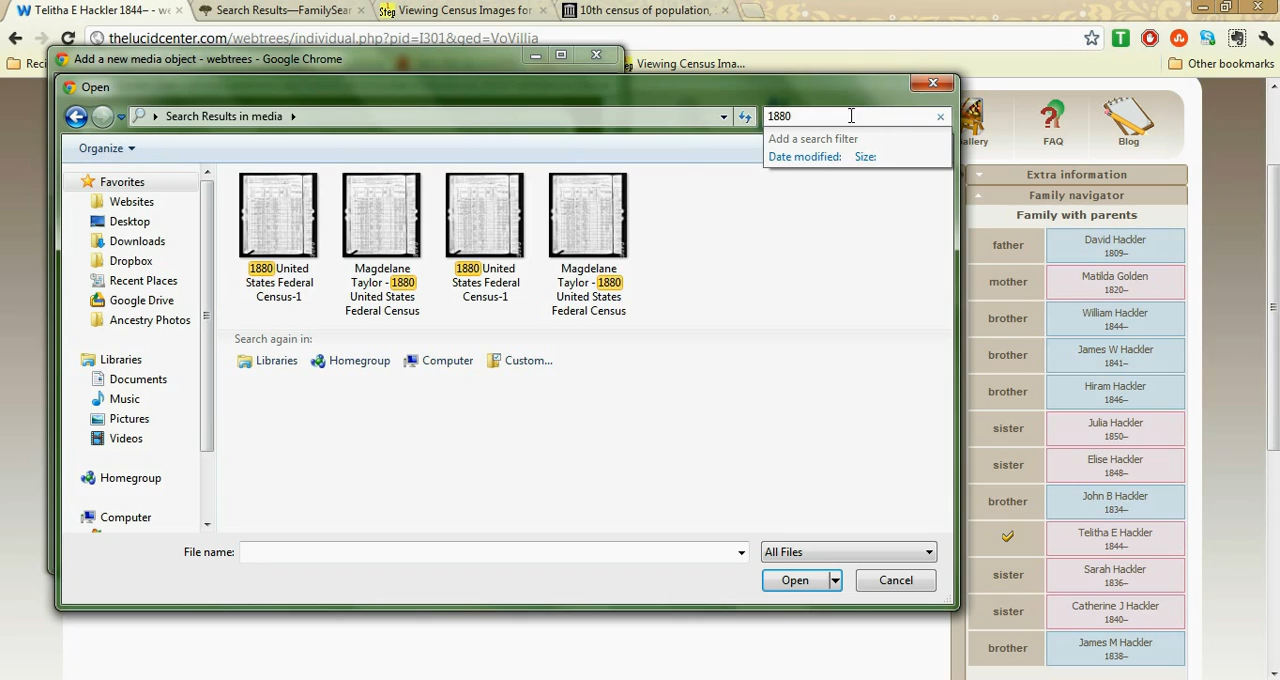 Telitha E Hackler 1844– - we
Search Results—FamilySear
Step Viewing Census Images for
10th census of population,
thelucidcenter.com/webtrees/individual.php?pid=I301&ged=VoVillia
Viewing Census Ima...
Other bookmarks
Add a new media object - webtrees - Google Chrome
Open
Search Results in media
1880
Add a search filter
Date modified: Size:
Organize
Favorites
Websites
Desktop
Downloads
Dropbox
Recent Places
Google Drive
Ancestry Photos
Libraries
Documents
Music
Pictures
Videos
Homegroup
Computer
1880 United
States Federal
Census-1
Magdelane
Taylor - 1880
United States
Federal Census
1880 United
States Federal
Census-1
Magdelane
Taylor - 1880
United States
Federal Census
Search again in:
Libraries Homegroup Computer Custom...
File name:
All Files
Open Cancel
FAQ Blog
Extra information
Family navigator
Family with parents
father David Hackler
1809–
mother Matilda Golden
1820–
brother William Hackler
1844–
brother James W Hackler
1841–
brother Hiram Hackler
1846–
sister Julia Hackler
1850–
sister Elise Hackler
1848–
brother John B Hackler
1834–
Telitha E Hackler
1844–
sister Sarah Hackler
1836–
sister Catherine J Hackler
1840–
brother James M Hackler
1838–